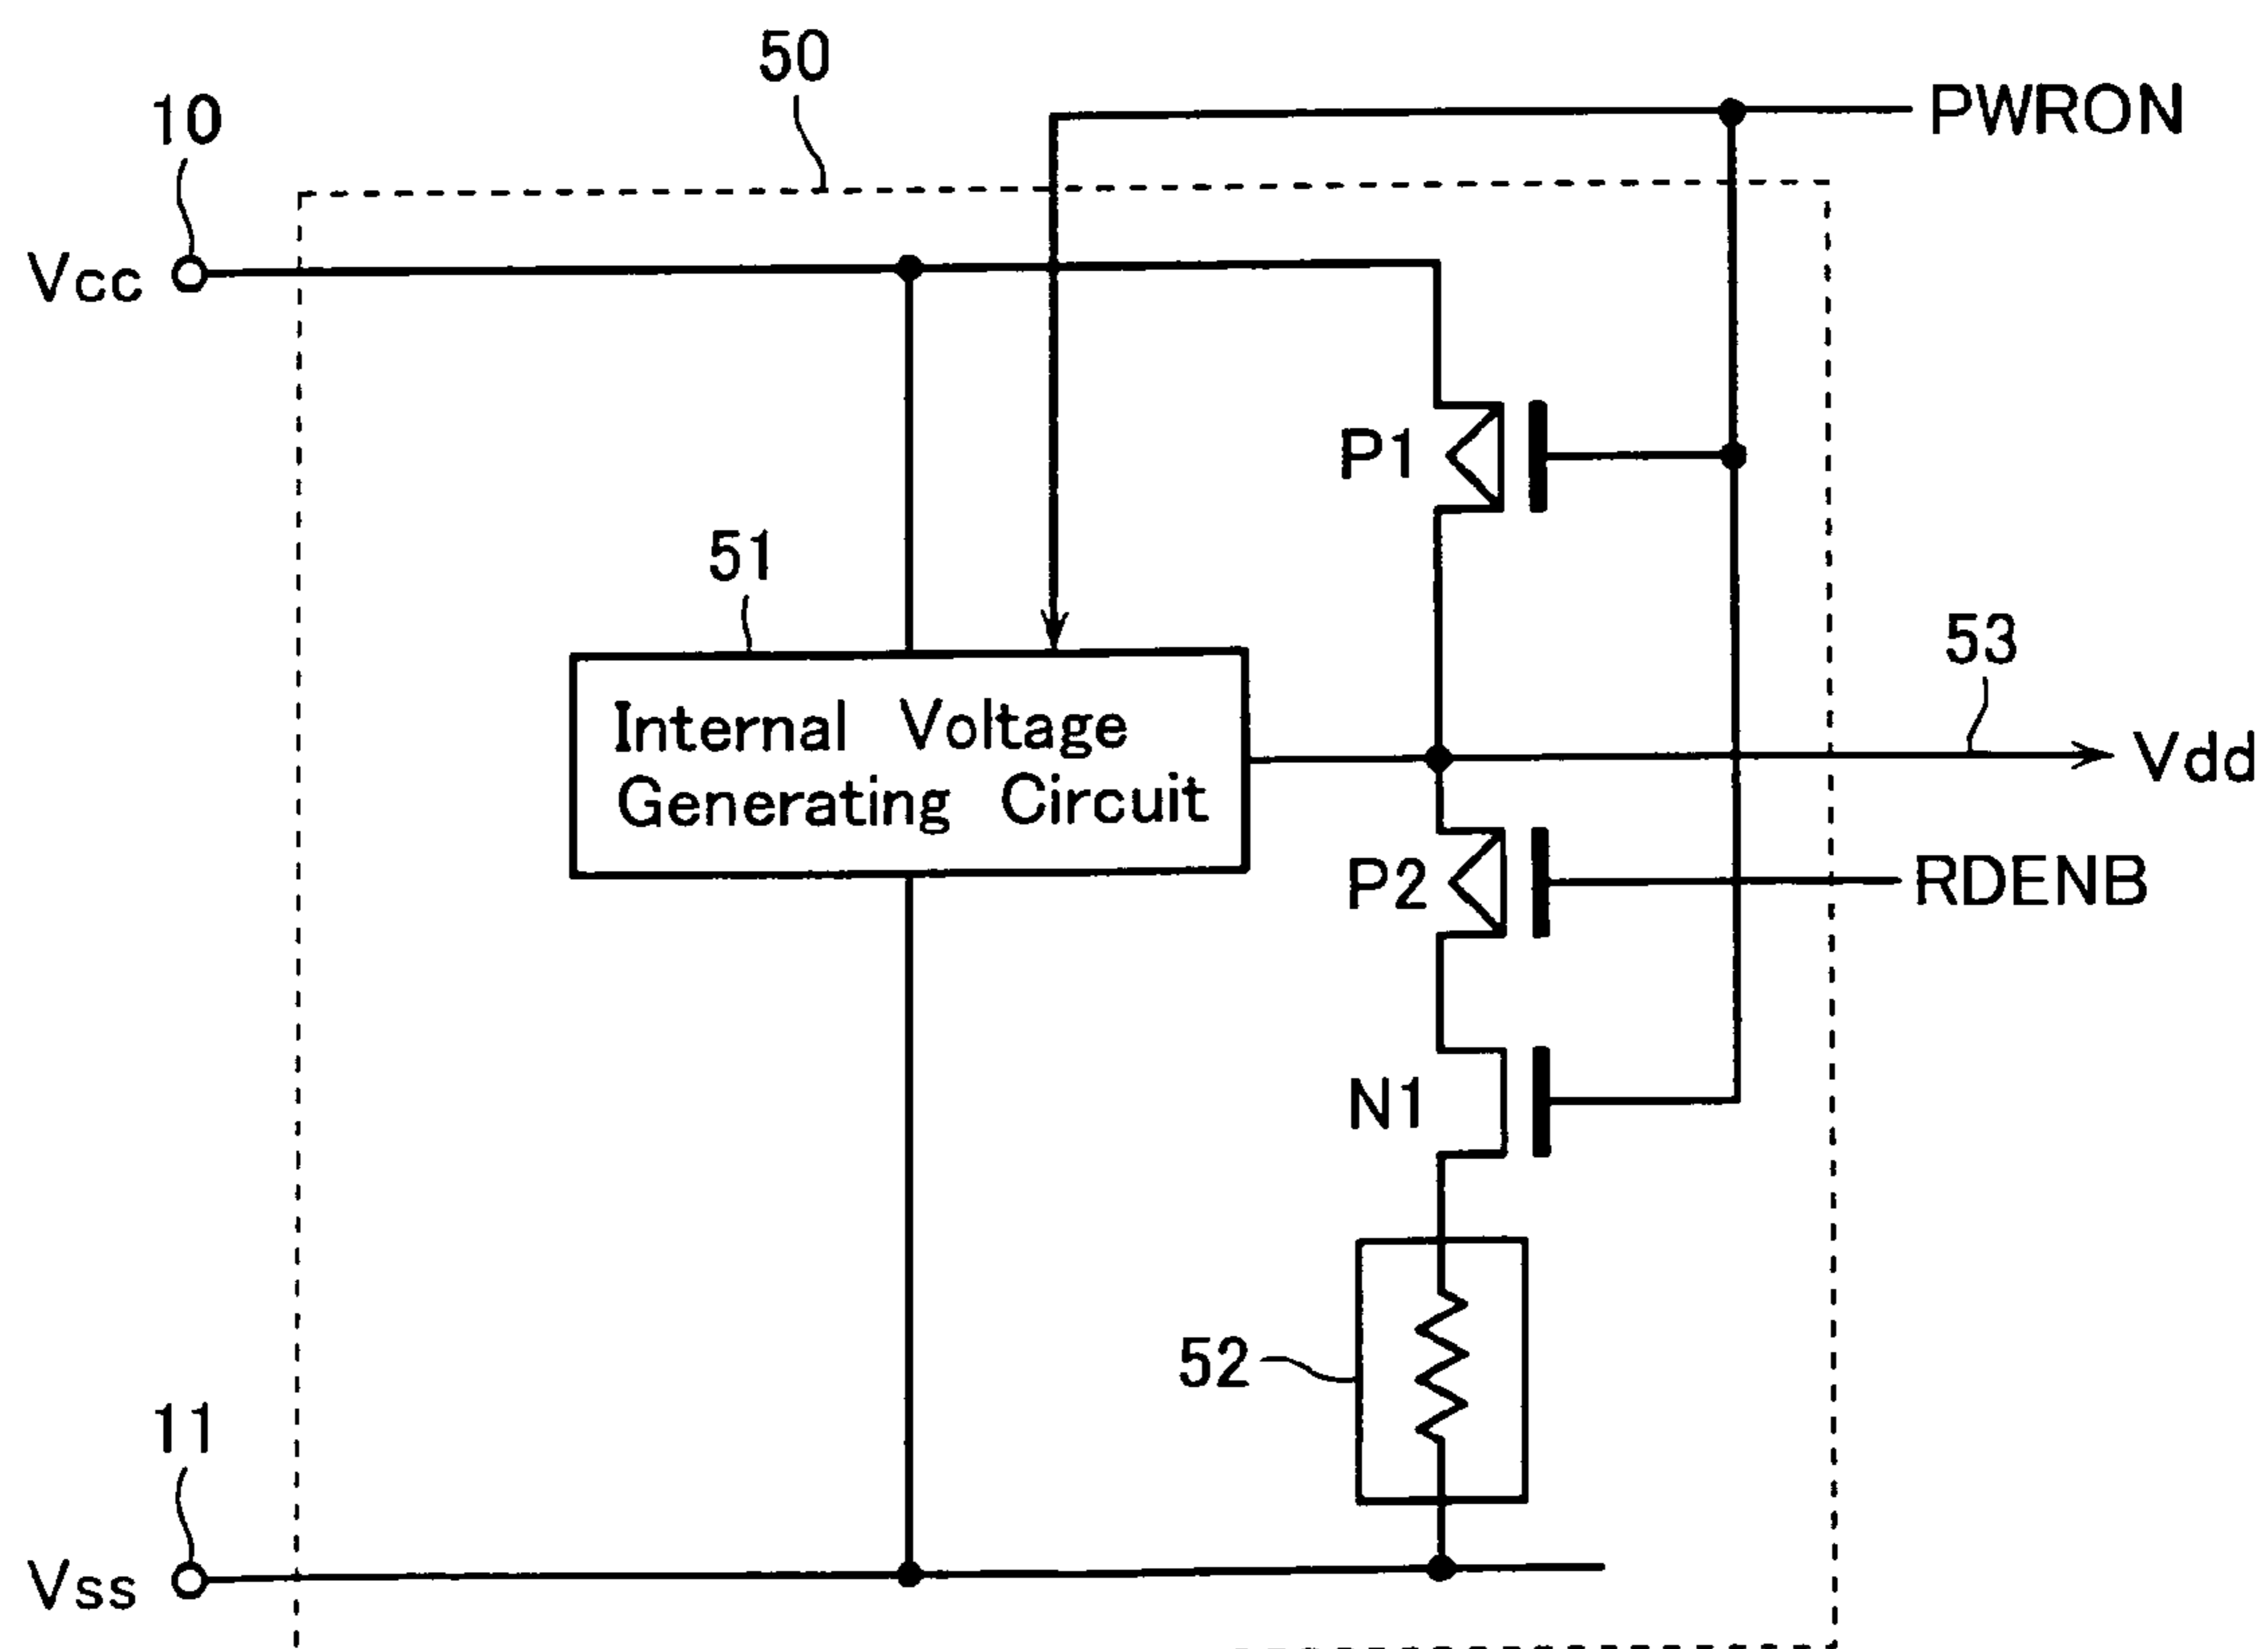 50
10
PWRON
Vcc
P1
51
53
Internal Voltage
Generating Circuit
Vdd
P2
RDENB
N1
52
11
Vss